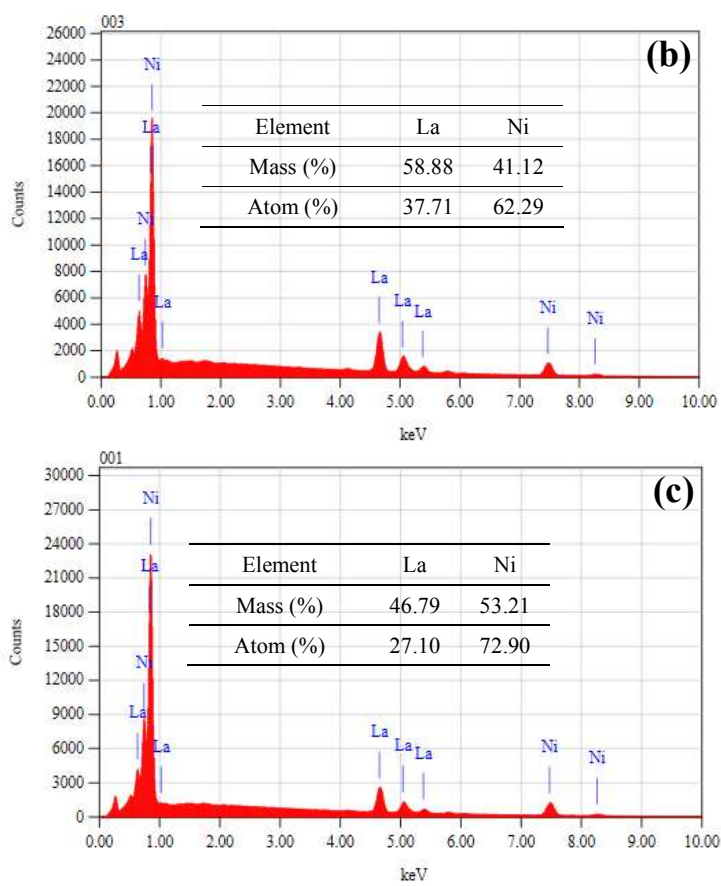 003
(b)
26000
24000
22000
20000
18000
16000
14000
12000
10000
8000
6000
4000
2000
0
Counts
Ni
La
Ni
La
La
La
La
La
Ni
Ni
Element La Ni
Mass (%) 58.88 41.12
Atom (%) 37.71 62.29
0.00 1.00 2.00 3.00 4.00 5.00 6.00 7.00 8.00 9.00 10.00
keV
001
(c)
30000
27000
24000
21000
18000
15000
12000
9000
6000
3000
0
Counts
Ni
La
Ni
La
La
La
La
La
Ni
Ni
Element La Ni
Mass (%) 46.79 53.21
Atom (%) 27.10 72.90
0.00 1.00 2.00 3.00 4.00 5.00 6.00 7.00 8.00 9.00 10.00
keV